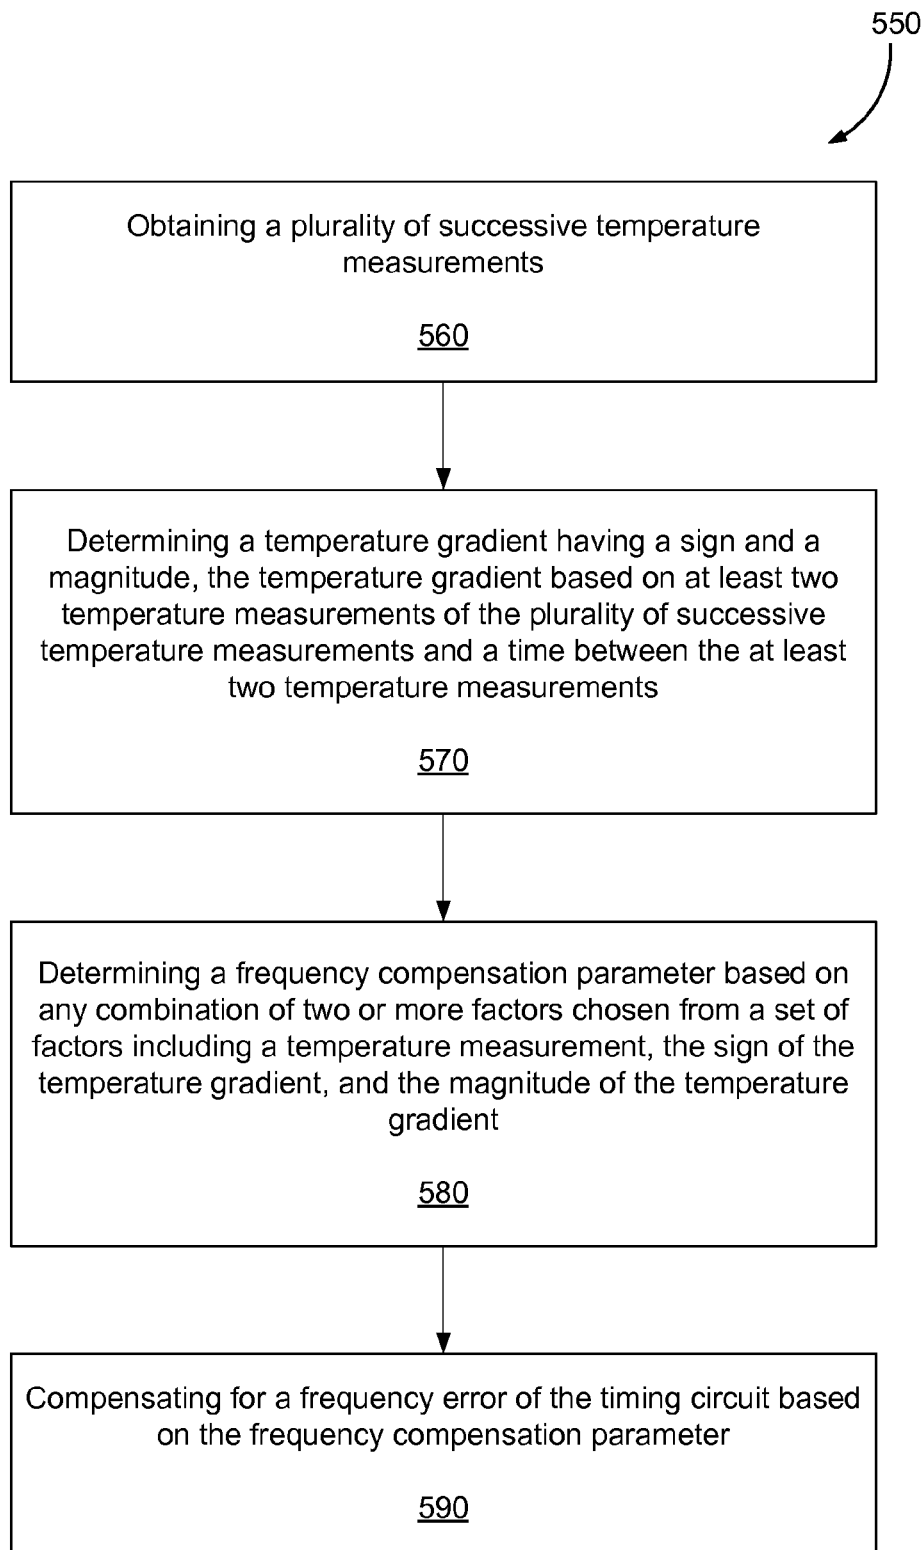 550
Obtaining a plurality of successive temperature
measurements
560
Determining a temperature gradient having a sign and a
magnitude, the temperature gradient based on at least two
temperature measurements of the plurality of successive
temperature measurements and a time between the at least
two temperature measurements
570
Determining a frequency compensation parameter based on
any combination of two or more factors chosen from a set of
factors including a temperature measurement, the sign of the
temperature gradient, and the magnitude of the temperature
gradient
580
Compensating for a frequency error of the timing circuit based
on the frequency compensation parameter
590